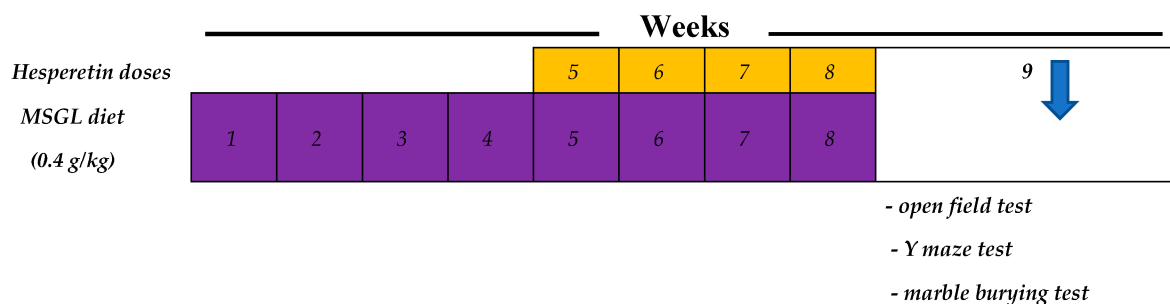 Weeks
Hesperetin doses
5 6 7 8
9
MSGL diet
(0.4 g/kg)
1 2 3 4 5 6 7 8
- open field test
- Y maze test
- marble burying test